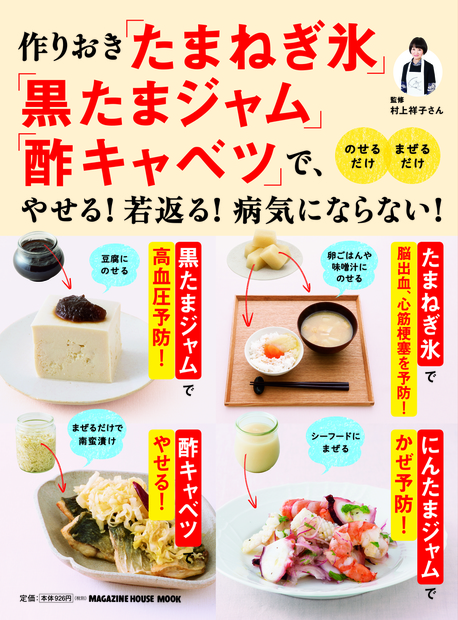 作りおき「たまねぎ氷」
「黒たまジャム」
「酢キャベツ」で、
やせる！若返る！病気にならない！
監修
村上祥子さん
のせる
だけ
まぜる
だけ
豆腐に
のせる
黒たまジャムで
高血圧予防！
卵ごはんや
味噌汁に
のせる
たまねぎ氷で
脳出血、心筋梗塞を予防！
まぜるだけで
南蛮漬け
酢キャベツで
やせる！
シーフードに
まぜる
にんたまジャムで
かぜ予防！
定価：本体926円（税別） MAGAZINE HOUSE MOOK